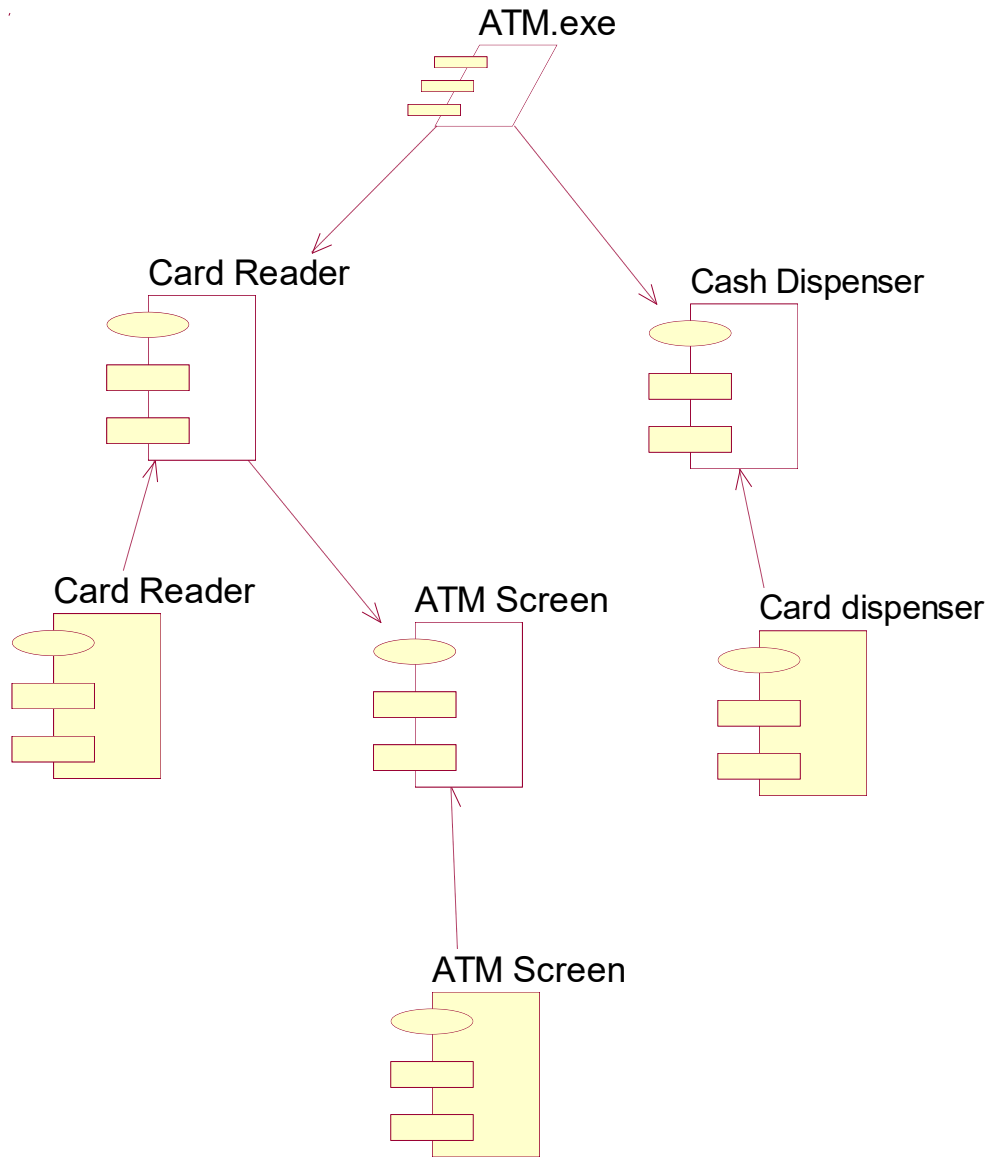 ATM.exe
Card Reader
Cash Dispenser
Card Reader
ATM Screen
Card dispenser
ATM Screen